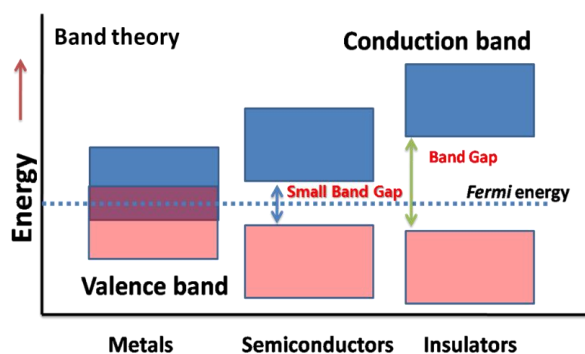 Band theory
Conduction band
Band Gap
Small Band Gap
Fermi energy
Energy
Valence band
Metals
Semiconductors
Insulators